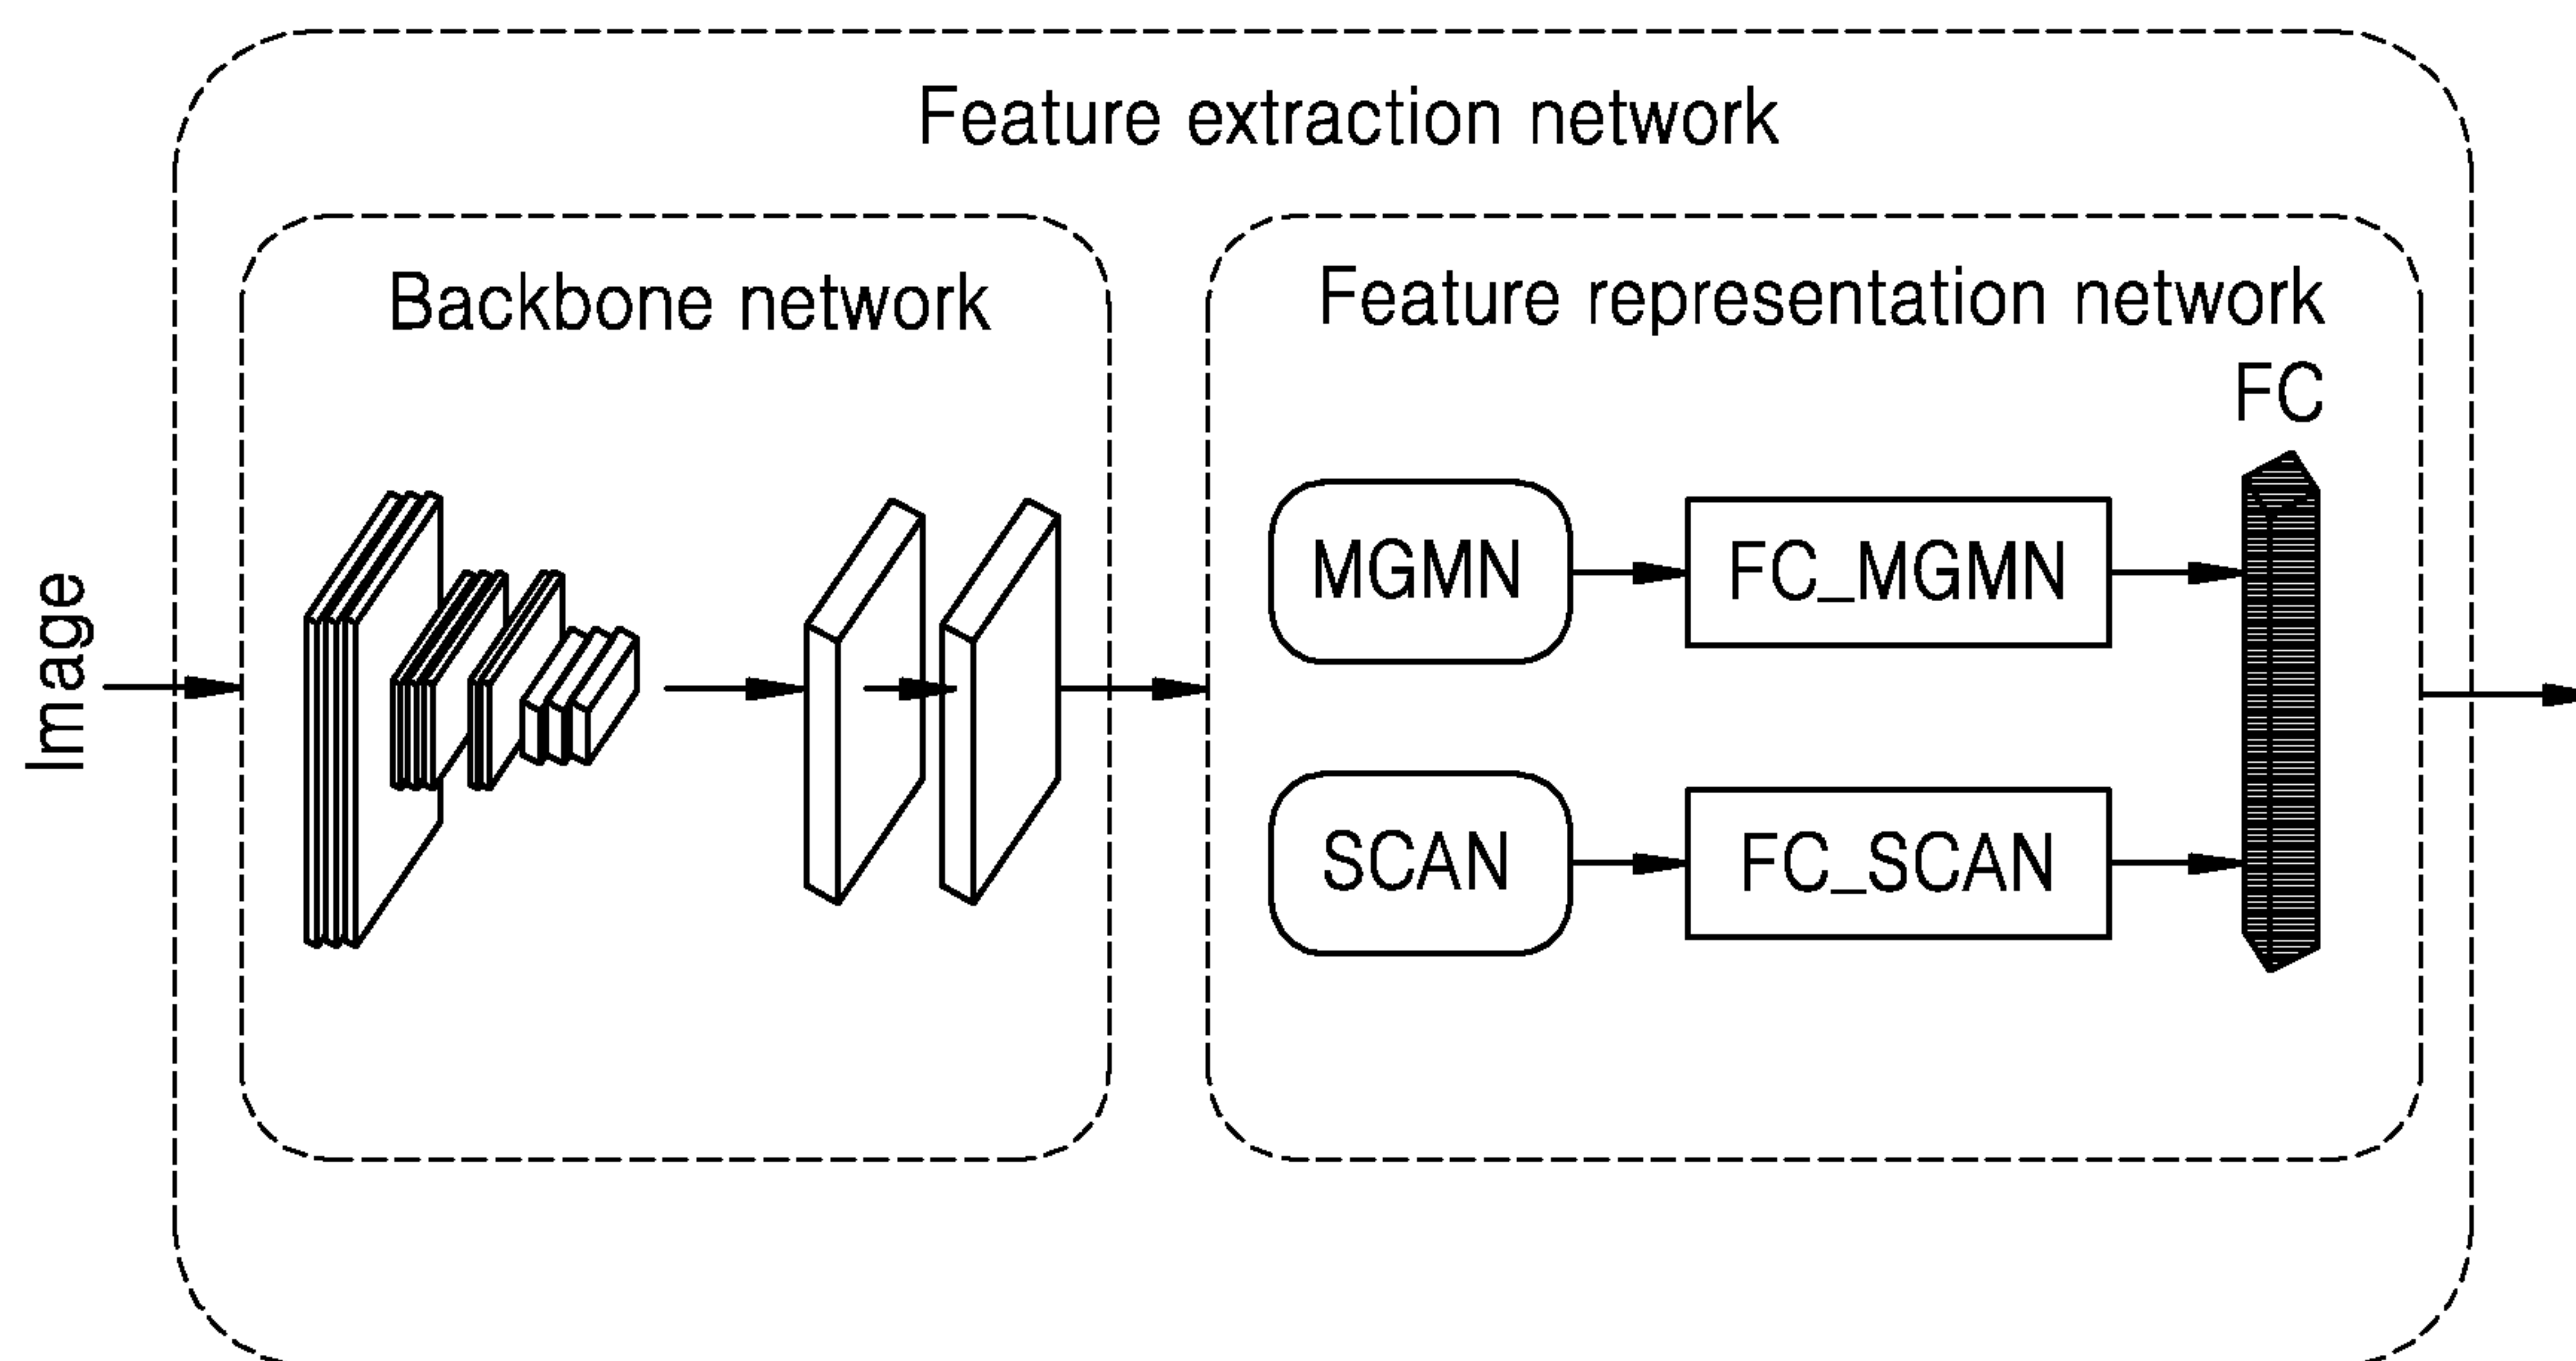 Feature extraction network
Backbone network
Feature representation network
FC
Image
MGMN
FC_MGMN
SCAN
FC_SCAN